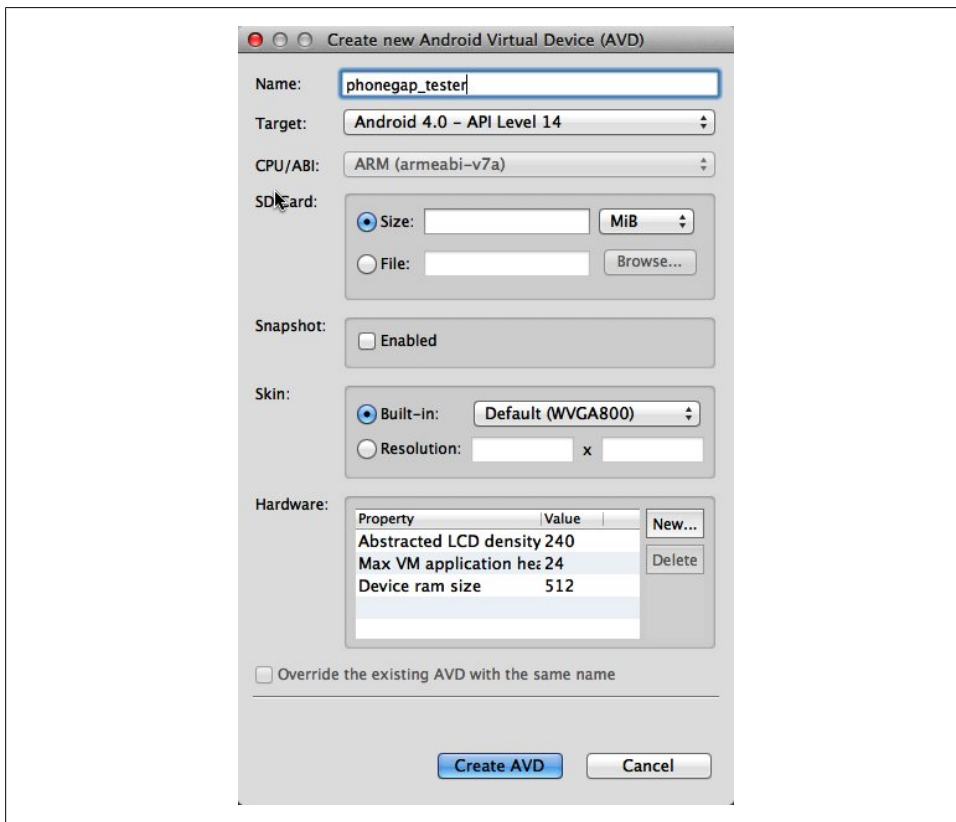 Create new Android Virtual Device (AVD)
Name: phonegap_tester
Target: Android 4.0 – API Level 14
CPU/ABI: ARM (armeabi-v7a)
SD Card:
Size: MiB
File: Browse...
Snapshot:
Enabled
Skin:
Built-in: Default (WVGA800)
Resolution: x
Hardware:
Property Value New...
Abstracted LCD density 240
Max VM application hea 24 Delete
Device ram size 512
Override the existing AVD with the same name
Create AVD Cancel